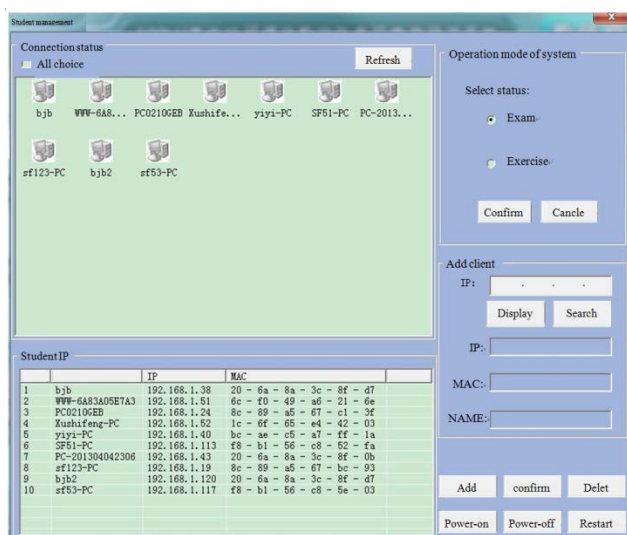 Student management
Connection status
All choice
Refresh
bjb
WWW-6A8...
PC0210GEB
Xushife...
yiyi-PC
SF51-PC
PC-2013...
sf123-PC
bjb2
sf53-PC
Operation mode of system
Select status:
Exam
Exercise
Confirm
Cancle
Add client
IP:
Display
Search
IP:
MAC:
NAME:
Student IP
IP MAC
1 bjb 192.168.1.38 20 - 6a - 8a - 3c - 8f - d7
2 WWW-6A83A05E7A3 192.168.1.51 6c - f0 - 49 - a6 - 21 - 6e
3 PC0210GEB 192.168.1.24 8c - 89 - a5 - 67 - c1 - 3f
4 Xushifeng-PC 192.168.1.52 1c - 6f - 65 - e4 - 42 - 03
5 yiyi-PC 192.168.1.40 bc - ae - c5 - a7 - ff - 1a
6 SF51-PC 192.168.1.113 f8 - b1 - 56 - c8 - 52 - fa
7 PC-201304042306 192.168.1.43 20 - 6a - 8a - 3c - 8f - 0b
8 sf123-PC 192.168.1.19 8c - 89 - a5 - 67 - bc - 93
9 bjb2 192.168.1.120 20 - 6a - 8a - 3c - 8f - d7
10 sf53-PC 192.168.1.117 f8 - b1 - 56 - c8 - 5e - 03
Add
confirm
Delet
Power-on
Power-off
Restart